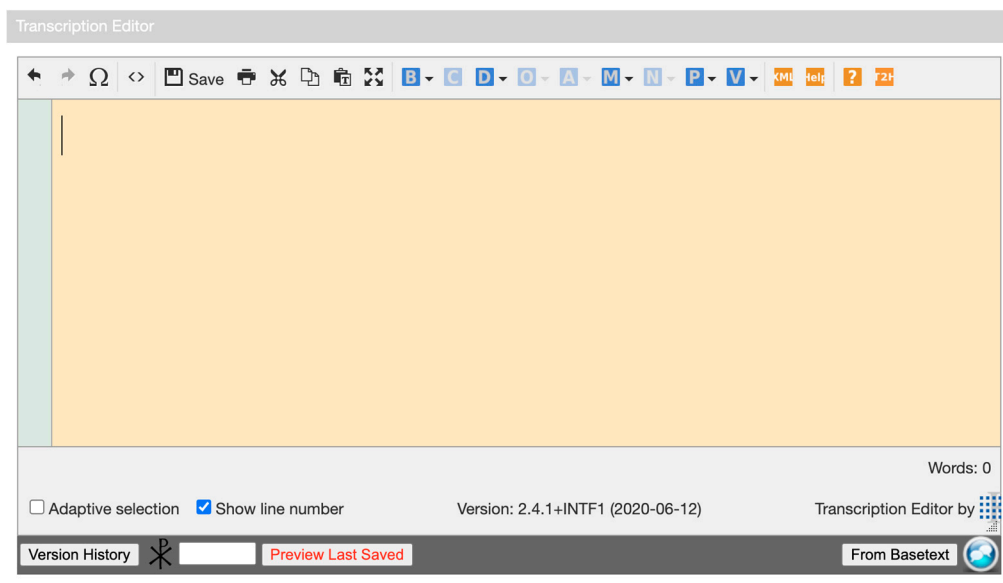 Transcription Editor
Ω <> Save B C D O A M N P V XML Help ? T2H
Words: 0
Adaptive selection Show line number Version: 2.4.1+INTF1 (2020-06-12) Transcription Editor by
Version History Preview Last Saved From Basetext